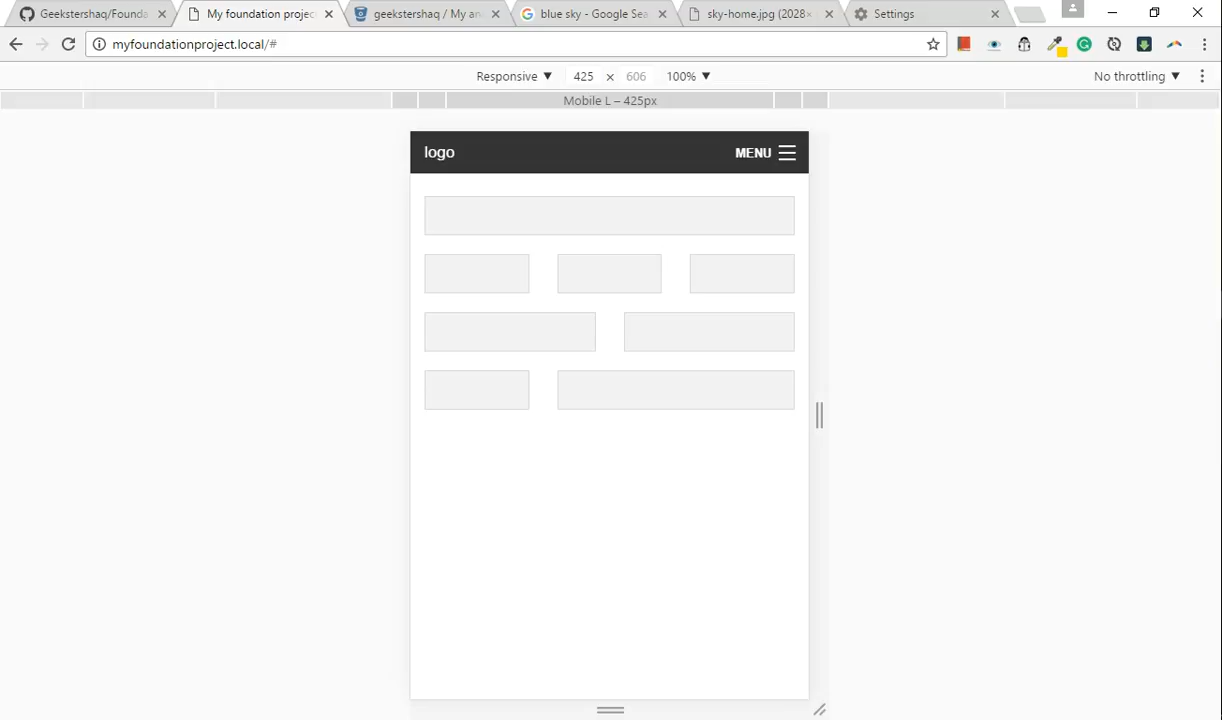 Geekstershaq/Founda
My foundation projec
geekstershaq / My an
blue sky - Google Sea
sky-home.jpg (2028×
Settings
myfoundationproject.local/#
Responsive ▼ 425 × 606 100% ▼ No throttling ▼
Mobile L – 425px
logo MENU